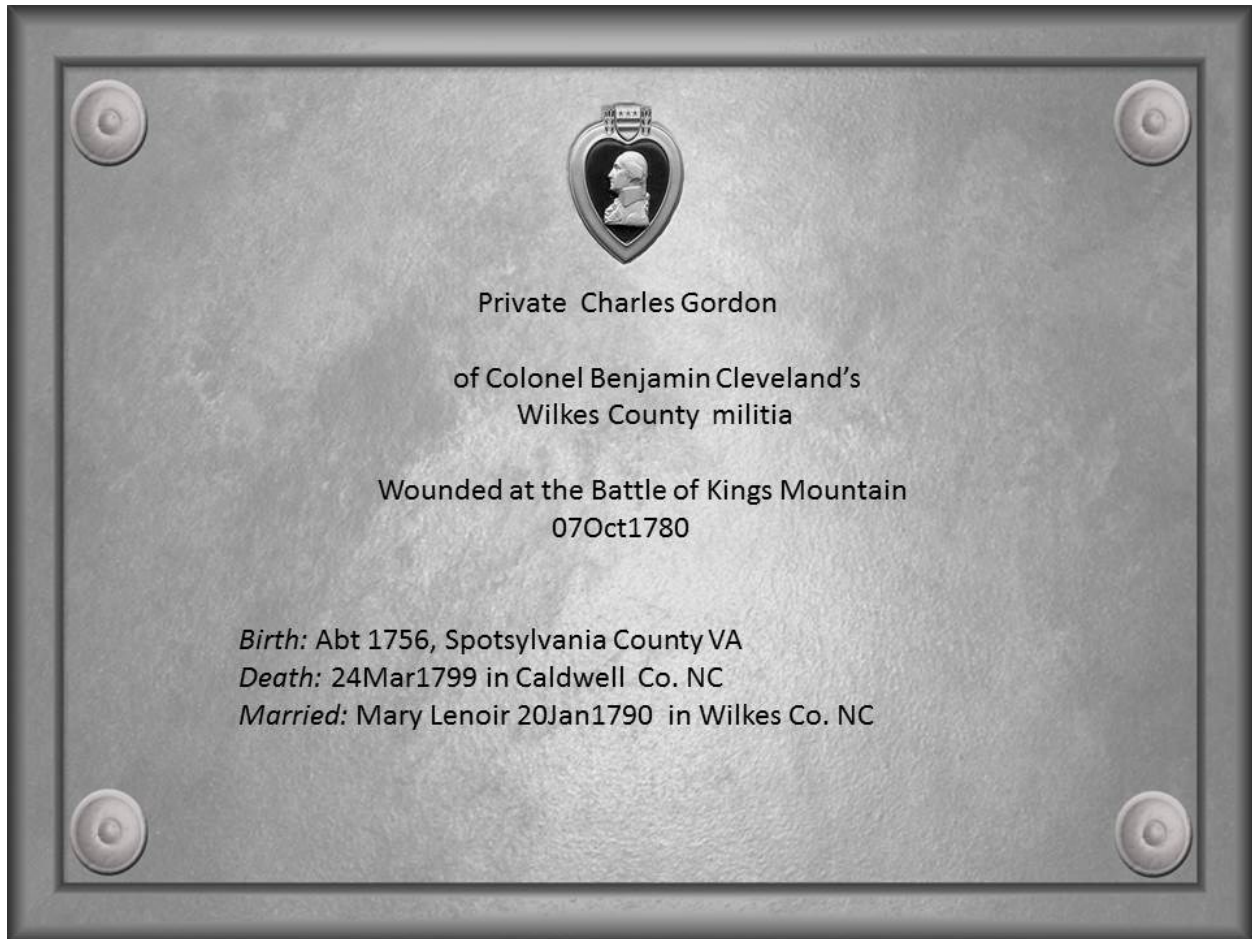 Private Charles Gordon
of Colonel Benjamin Cleveland's
Wilkes County militia
Wounded at the Battle of Kings Mountain
07Oct1780
Birth: Abt 1756, Spotsylvania County VA
Death: 24Mar1799 in Caldwell Co. NC
Married: Mary Lenoir 20Jan1790 in Wilkes Co. NC